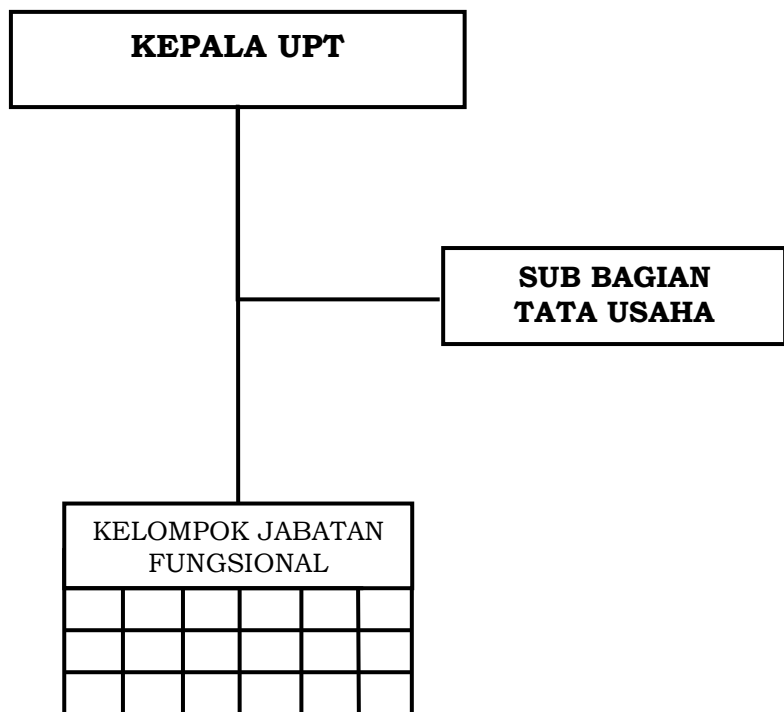 KEPALA UPT
SUB BAGIAN
TATA USAHA
KELOMPOK JABATAN
FUNGSIONAL